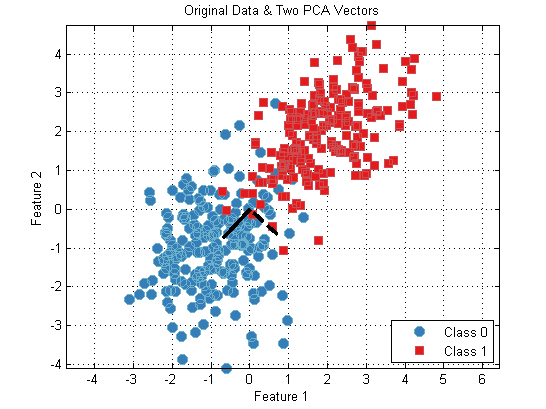 Original Data & Two PCA Vectors
4
3
2
1
0
-1
-2
-3
-4
Feature 2
-4 -3 -2 -1 0 1 2 3 4 5 6
Feature 1
Class 0
Class 1